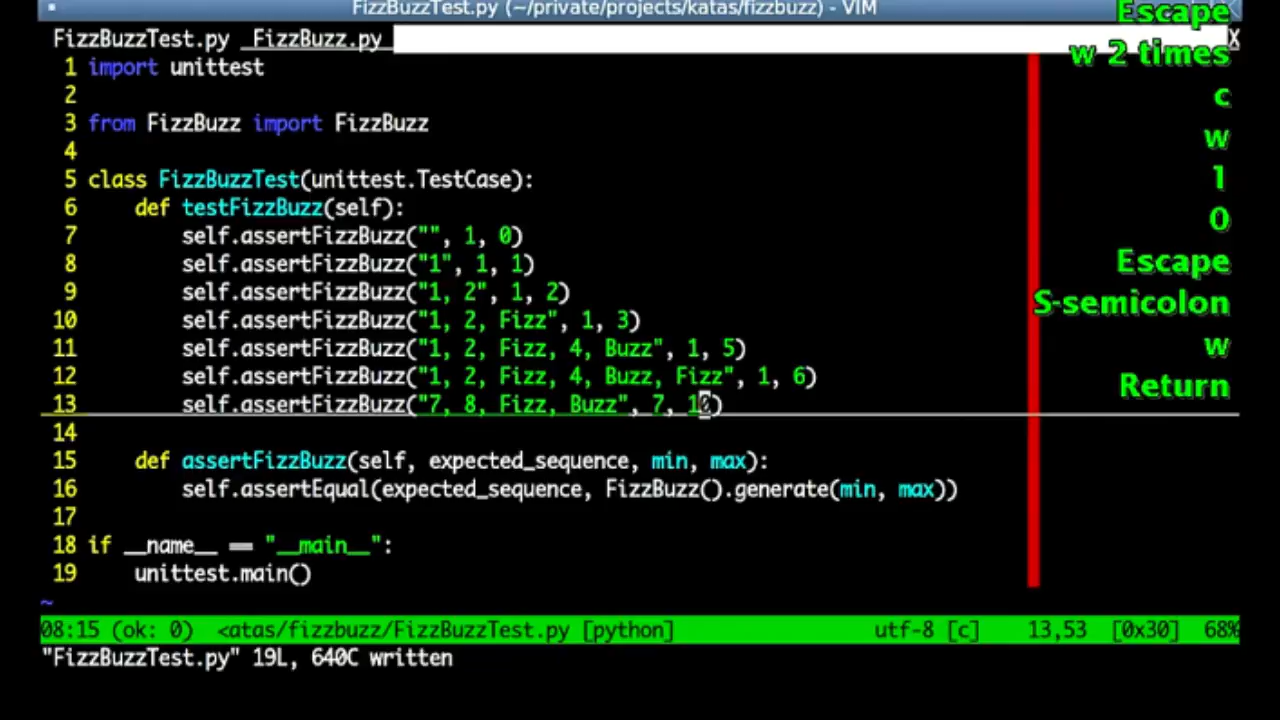 FizzBuzzTest.py (~/private/projects/katas/fizzbuzz) - VIM
FizzBuzzTest.py  FizzBuzz.py X
1 import unittest
2
3 from FizzBuzz import FizzBuzz
4
5 class FizzBuzzTest(unittest.TestCase):
6     def testFizzBuzz(self):
7         self.assertFizzBuzz("", 1, 0)
8         self.assertFizzBuzz("1", 1, 1)
9         self.assertFizzBuzz("1, 2", 1, 2)
10         self.assertFizzBuzz("1, 2, Fizz", 1, 3)
11         self.assertFizzBuzz("1, 2, Fizz, 4, Buzz", 1, 5)
12         self.assertFizzBuzz("1, 2, Fizz, 4, Buzz, Fizz", 1, 6)
13         self.assertFizzBuzz("7, 8, Fizz, Buzz", 7, 10)
14
15     def assertFizzBuzz(self, expected_sequence, min, max):
16         self.assertEqual(expected_sequence, FizzBuzz().generate(min, max))
17
18 if __name__ == "__main__":
19     unittest.main()
~
08:15 (ok: 0)  <atas/fizzbuzz/FizzBuzzTest.py [python] utf-8 [c] 13,53 [0x30] 68%
"FizzBuzzTest.py" 19L, 640C written
Escape
w 2 times
c
w
1
0
Escape
S-semicolon
w
Return